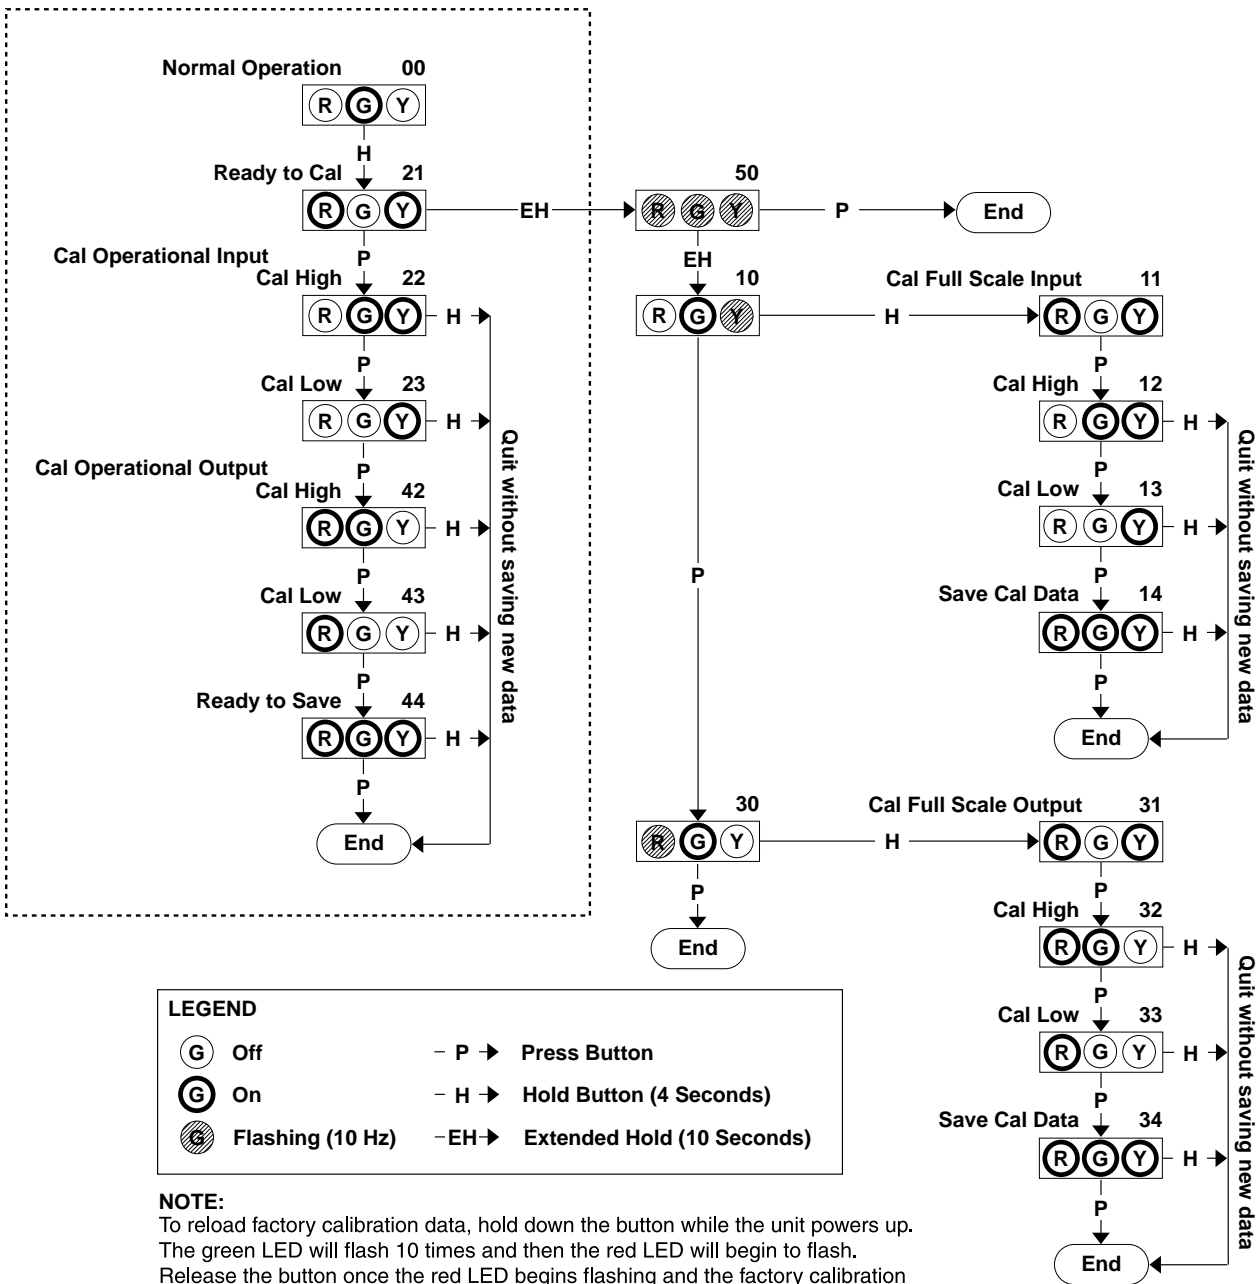 Normal Operation 00
R G Y
H
Ready to Cal 21
R G Y
EH
50
R G Y
P
End
P
Cal Operational Input
Cal High 22
R G Y H
P
Cal Low 23
R G Y H
P
Cal Operational Output
Cal High 42
R G Y H
P
Cal Low 43
R G Y H
P
Ready to Save 44
R G Y H
P
End
Quit without saving new data
EH
10
R G Y
H
Cal Full Scale Input 11
R G Y
P
Cal High 12
R G Y H
P
Cal Low 13
R G Y H
P
Save Cal Data 14
R G Y H
P
End
Quit without saving new data
P
30
R G Y
P
End
H
Cal Full Scale Output 31
R G Y
P
Cal High 32
R G Y H
P
Cal Low 33
R G Y H
P
Save Cal Data 34
R G Y H
P
End
Quit without saving new data
LEGEND
G Off - P Press Button
G On - H Hold Button (4 Seconds)
G Flashing (10 Hz) -EH Extended Hold (10 Seconds)
NOTE:
To reload factory calibration data, hold down the button while the unit powers up.
The green LED will flash 10 times and then the red LED will begin to flash.
Release the button once the red LED begins flashing and the factory calibration